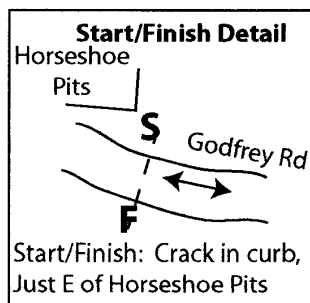 Start/Finish Detail
Horseshoe
Pits
S
Godfrey Rd
F
Start/Finish: Crack in curb,
Just E of Horseshoe Pits